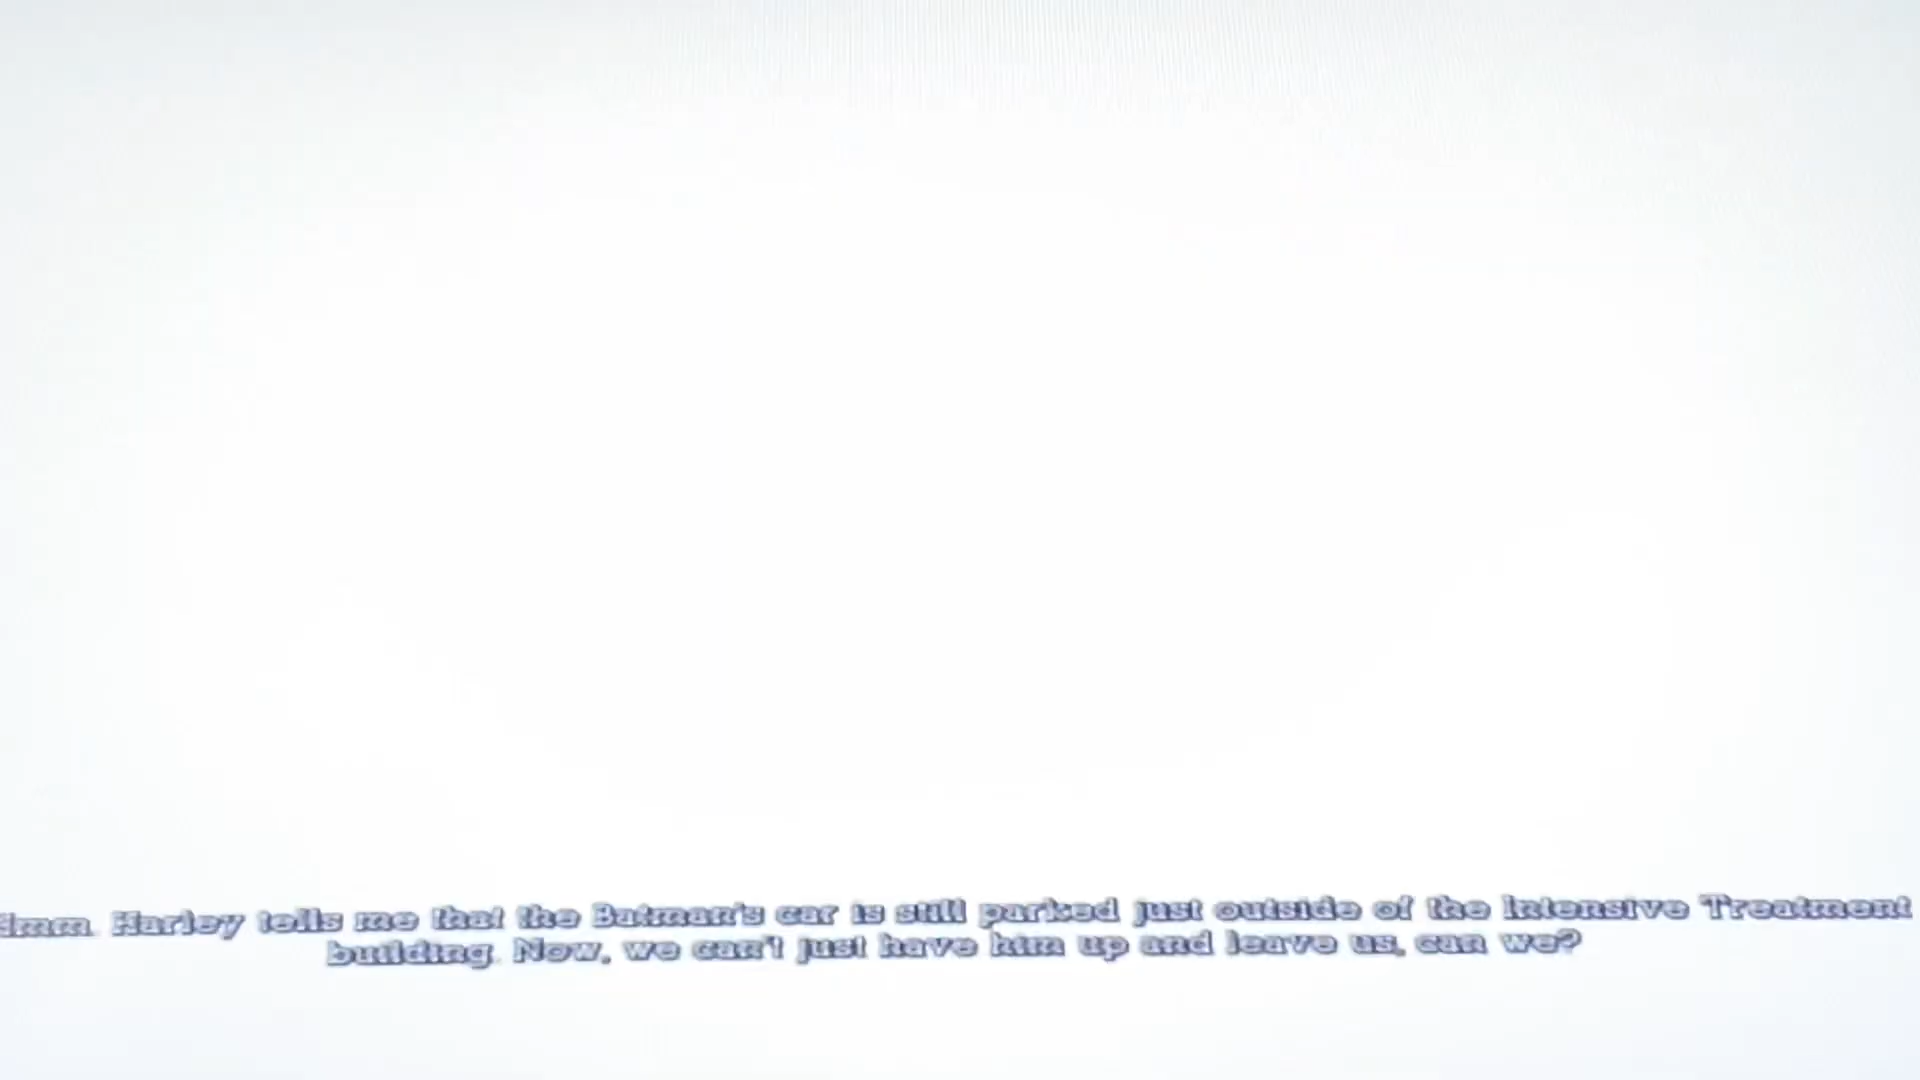 Hmm. Harley tells me that the Batman's car is still parked just outside of the Intensive Treatment
building. Now, we can't just have him up and leave us, can we?